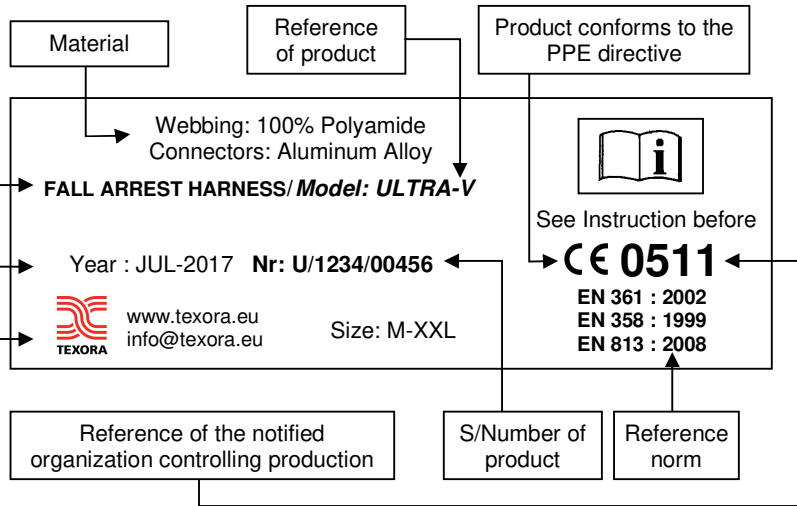 Material
Reference
of product
Product conforms to the
PPE directive
Webbing: 100% Polyamide
Connectors: Aluminum Alloy
FALL ARREST HARNESS/ Model: ULTRA-V
Year : JUL-2017 Nr: U/1234/00456
TEXORA
www.texora.eu
info@texora.eu
Size: M-XXL
i
See Instruction before
CE 0511
EN 361 : 2002
EN 358 : 1999
EN 813 : 2008
Reference of the notified
organization controlling production
S/Number of
product
Reference
norm